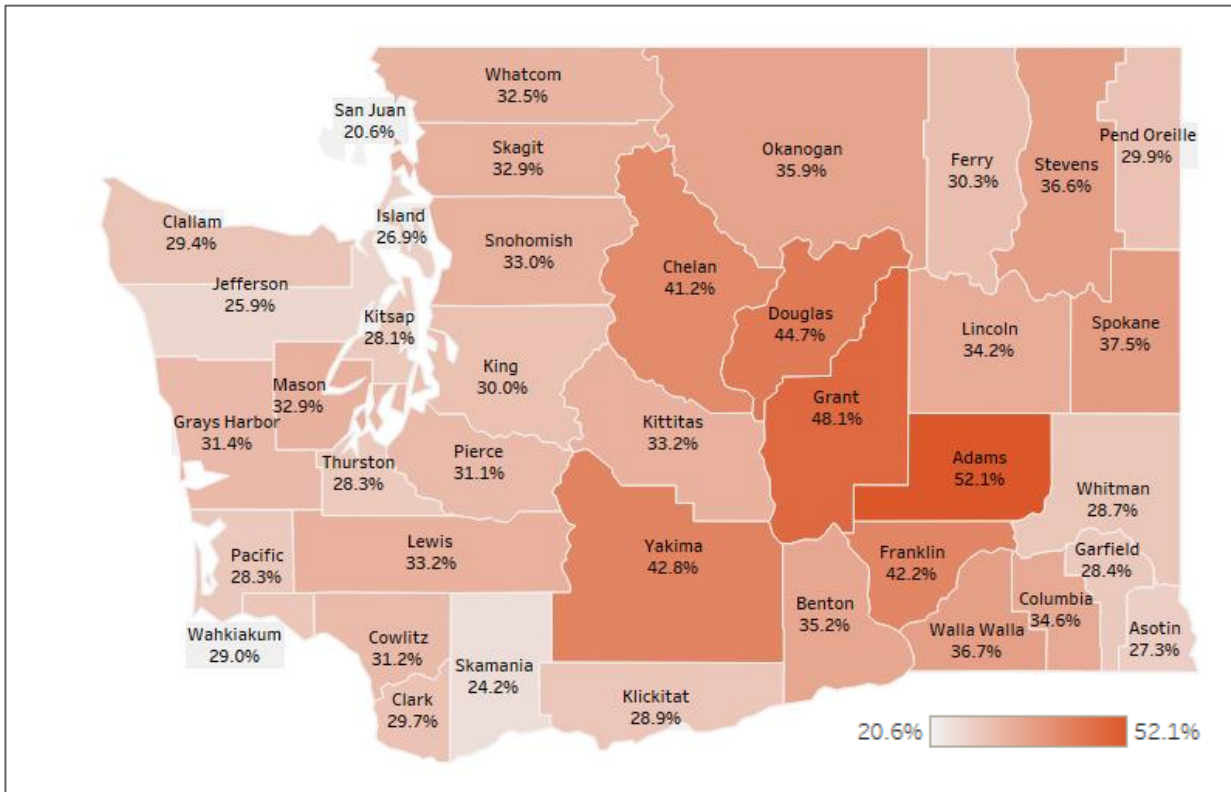 Whatcom
32.5%
San Juan
20.6%
Skagit
32.9%
Okanogan
35.9%
Ferry
30.3%
Stevens
36.6%
Pend Oreille
29.9%
Clallam
29.4%
Island
26.9%
Snohomish
33.0%
Chelan
41.2%
Jefferson
25.9%
Kitsap
28.1%
Douglas
44.7%
Lincoln
34.2%
Spokane
37.5%
King
30.0%
Mason
32.9%
Grant
48.1%
Grays Harbor
31.4%
Kittitas
33.2%
Pierce
31.1%
Thurston
28.3%
Adams
52.1%
Whitman
28.7%
Lewis
33.2%
Yakima
42.8%
Pacific
28.3%
Franklin
42.2%
Garfield
28.4%
Benton
35.2%
Columbia
34.6%
Wahkiakum
29.0%
Cowlitz
31.2%
Skamania
24.2%
Walla Walla
36.7%
Asotin
27.3%
Clark
29.7%
Klickitat
28.9%
20.6% 52.1%